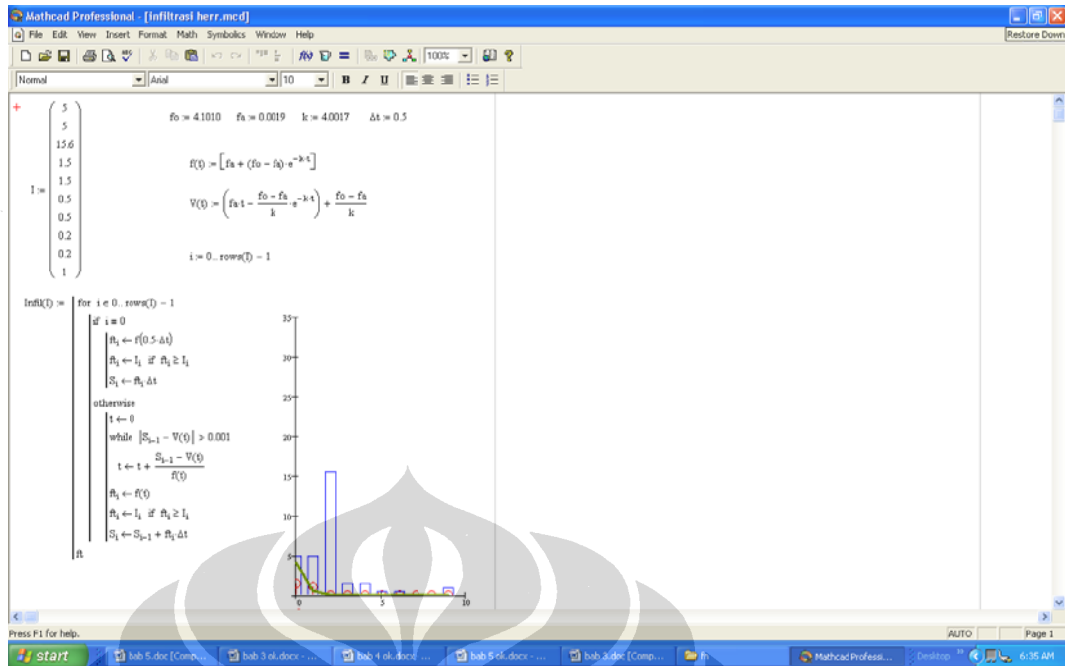 Mathcad Professional - [infiltrasi herr.mcd]
File Edit View Insert Format Math Symbolics Window Help
Restore Down
100%
Normal Arial 10 B I U
I := ( 5 5 15.6 1.5 1.5 0.5 0.5 0.2 0.2 1 )
fo := 4.1010 fa := 0.0019 k := 4.0017 Δt := 0.5
f(t) := [fa + (fo − fa)·e^(−k·t)]
V(t) := (fa·t − (fo − fa)/k · e^(−k·t)) + (fo − fa)/k
i := 0.. rows(I) − 1
Infil(I) := for i ∈ 0.. rows(I) − 1
if i = 0
ft_i ← f(0.5·Δt)
ft_i ← I_i if ft_i ≥ I_i
S_i ← ft_i·Δt
otherwise
t ← 0
while |S_(i−1) − V(t)| > 0.001
t ← t + (S_(i−1) − V(t))/f(t)
ft_i ← f(t)
ft_i ← I_i if ft_i ≥ I_i
S_i ← S_(i−1) + ft_i·Δt
ft
35
30
25
20
15
10
5
0 5 10
Press F1 for help.
AUTO Page 1
start bab 5.doc [Comp... bab 3 ok.docx - ... bab 4 ok.docx ... bab 5 ok.docx - ... bab 3.doc [Comp... Mathcad Professi... Desktop 6:35 AM